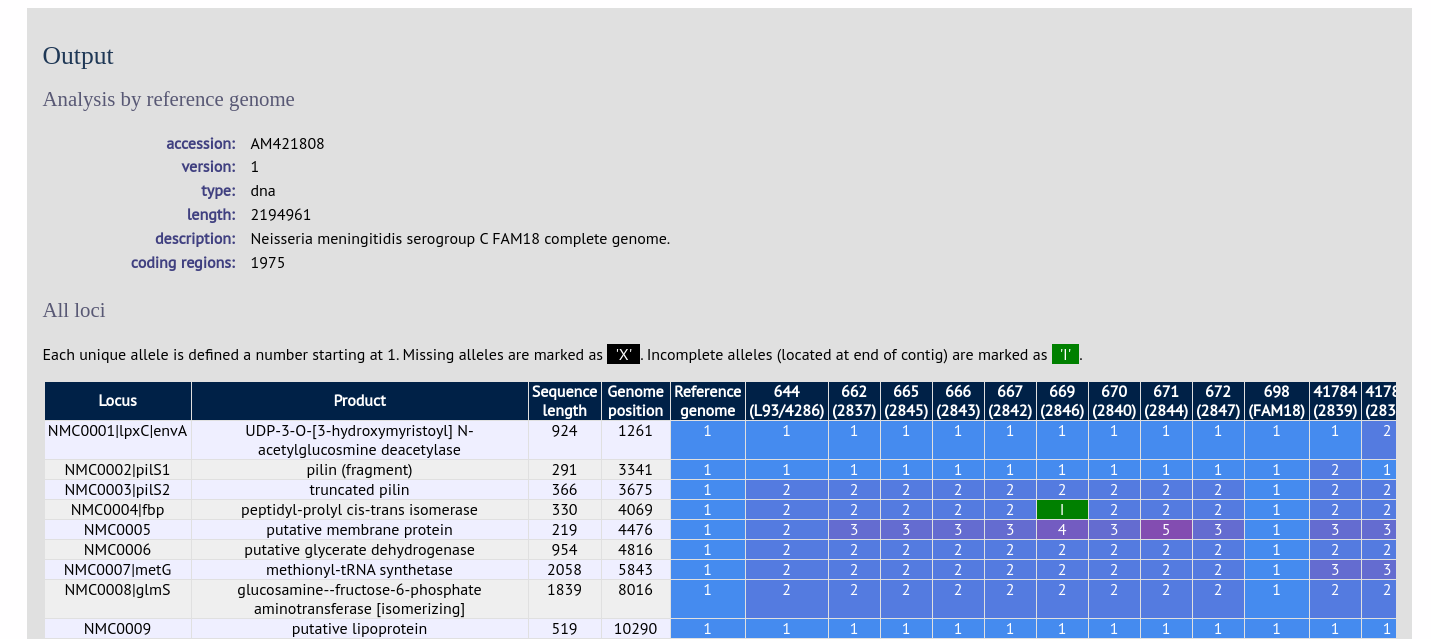 Output
Analysis by reference genome
accession: AM421808
version: 1
type: dna
length: 2194961
description: Neisseria meningitidis serogroup C FAM18 complete genome.
coding regions: 1975
All loci
Each unique allele is defined a number starting at 1. Missing alleles are marked as 'X'. Incomplete alleles (located at end of contig) are marked as 'I'.
Locus Product Sequence length Genome position Reference genome 644 (L93/4286) 662 (2837) 665 (2845) 666 (2843) 667 (2842) 669 (2846) 670 (2840) 671 (2844) 672 (2847) 698 (FAM18) 41784 (2839) 4178 (283
NMC0001|lpxC|envA UDP-3-O-[3-hydroxymyristoyl] N- 924 1261 1 1 1 1 1 1 1 1 1 1 1 1 2
acetylglucosmine deacetylase
NMC0002|pilS1 pilin (fragment) 291 3341 1 1 1 1 1 1 1 1 1 1 1 2 1
NMC0003|pilS2 truncated pilin 366 3675 1 2 2 2 2 2 2 2 2 2 1 2 2
NMC0004|fbp peptidyl-prolyl cis-trans isomerase 330 4069 1 2 2 2 2 2 I 2 2 2 1 2 2
NMC0005 putative membrane protein 219 4476 1 2 3 3 3 3 4 3 5 3 1 3 3
NMC0006 putative glycerate dehydrogenase 954 4816 1 2 2 2 2 2 2 2 2 2 1 2 2
NMC0007|metG methionyl-tRNA synthetase 2058 5843 1 2 2 2 2 2 2 2 2 2 1 3 3
NMC0008|glmS glucosamine--fructose-6-phosphate 1839 8016 1 2 2 2 2 2 2 2 2 2 1 2 2
aminotransferase [isomerizing]
NMC0009 putative lipoprotein 519 10290 1 1 1 1 1 1 1 1 1 1 1 1 1